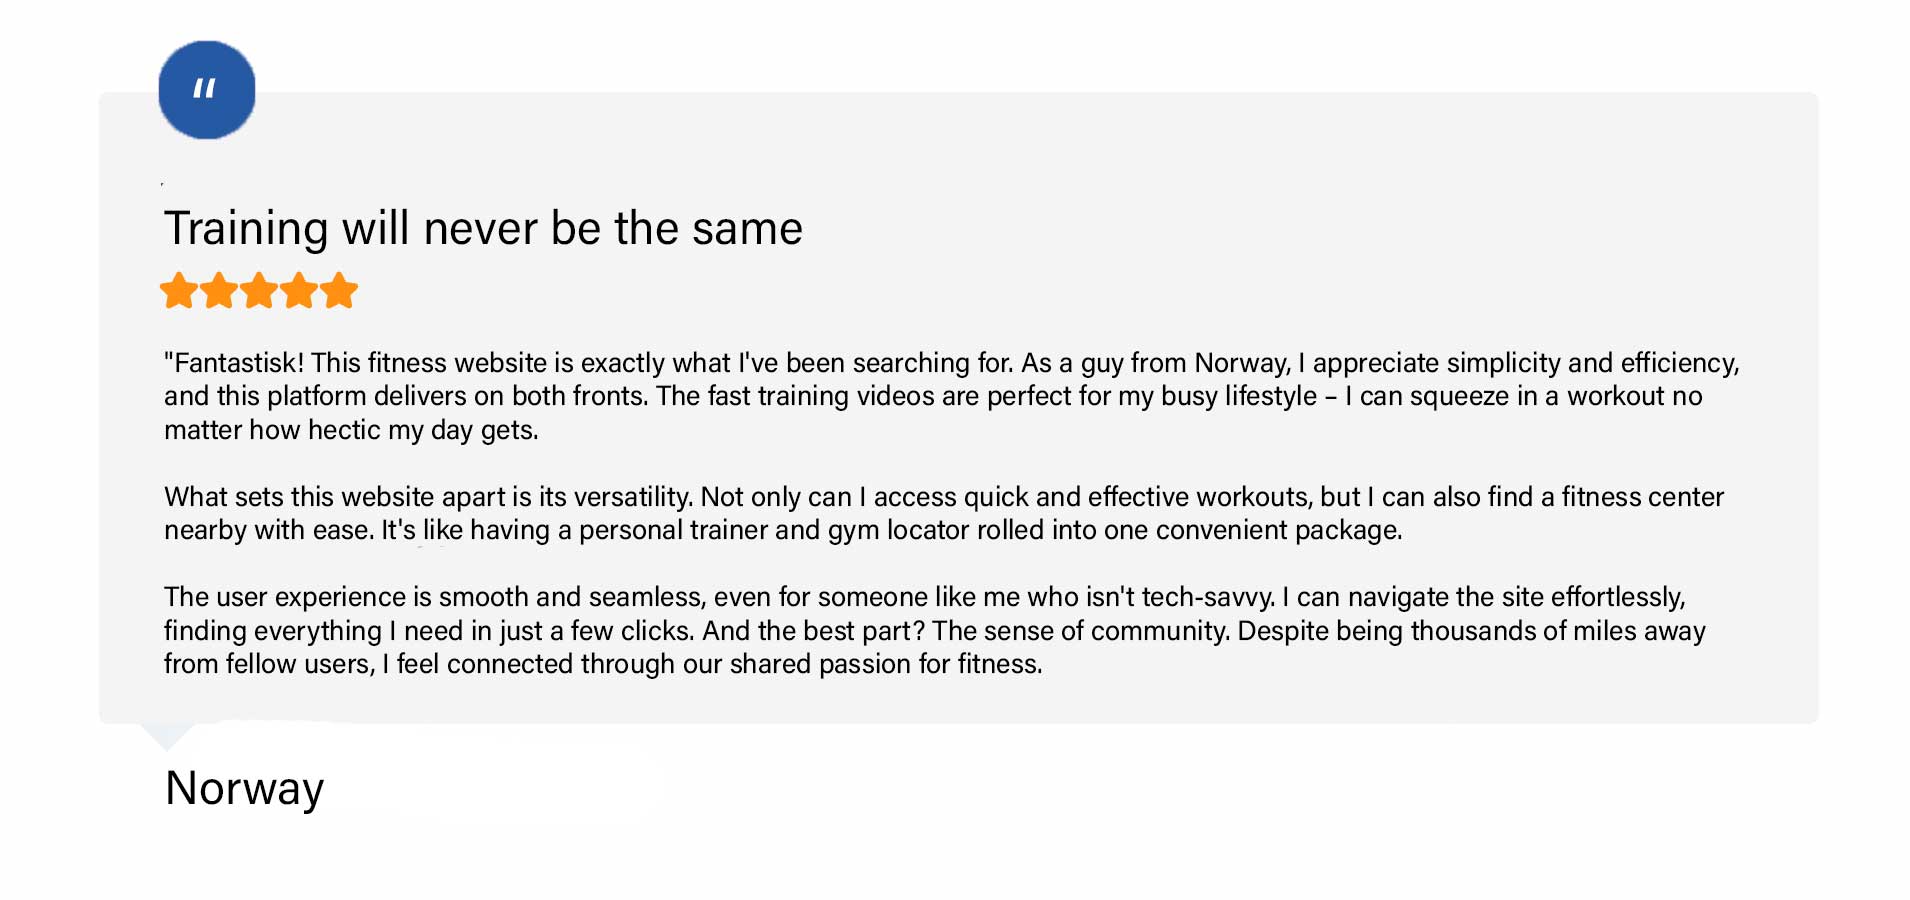 “
Training will never be the same
"Fantastisk! This fitness website is exactly what I've been searching for. As a guy from Norway, I appreciate simplicity and efficiency,
and this platform delivers on both fronts. The fast training videos are perfect for my busy lifestyle – I can squeeze in a workout no
matter how hectic my day gets.
What sets this website apart is its versatility. Not only can I access quick and effective workouts, but I can also find a fitness center
nearby with ease. It's like having a personal trainer and gym locator rolled into one convenient package.
The user experience is smooth and seamless, even for someone like me who isn't tech-savvy. I can navigate the site effortlessly,
finding everything I need in just a few clicks. And the best part? The sense of community. Despite being thousands of miles away
from fellow users, I feel connected through our shared passion for fitness.
Norway